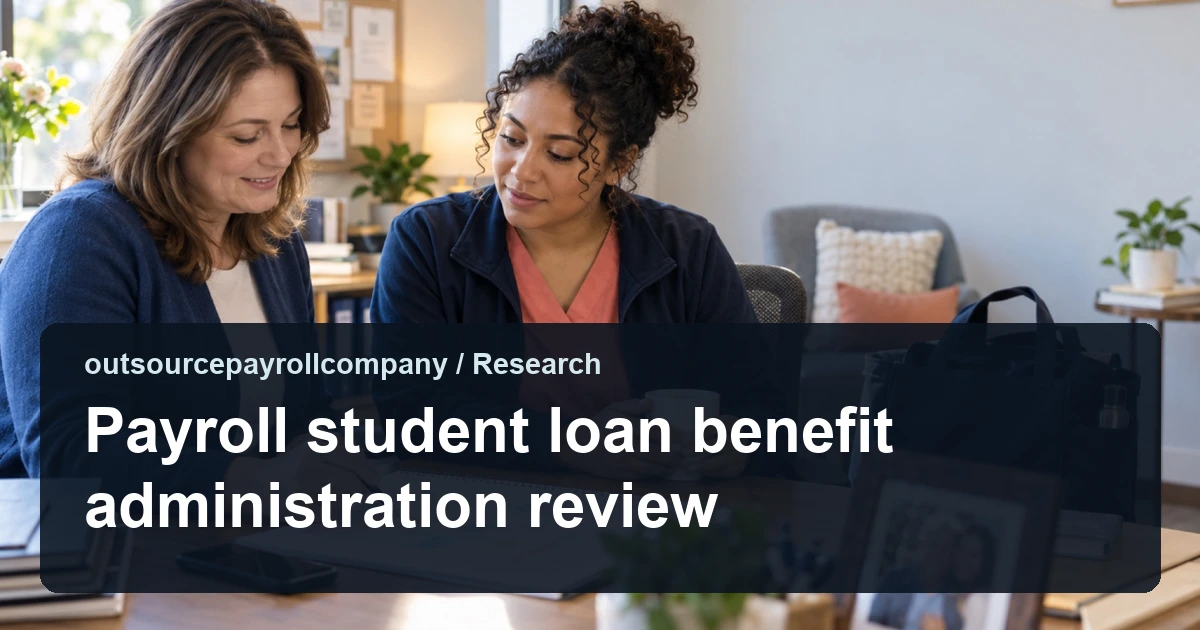 outsourcepayrollcompany / Research
Payroll student loan benefit
administration review